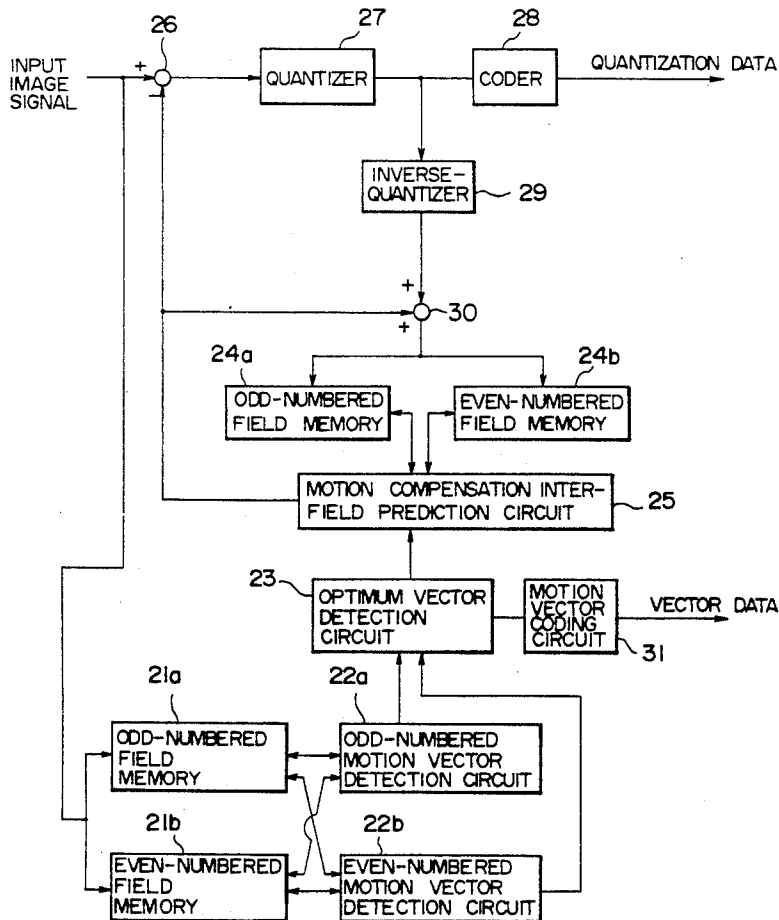 26
27
28
INPUT
IMAGE
SIGNAL
+
−
QUANTIZER
CODER
QUANTIZATION DATA
INVERSE-
QUANTIZER
29
+
+
30
24a
24b
ODD-NUMBERED
FIELD MEMORY
EVEN-NUMBERED
FIELD MEMORY
MOTION COMPENSATION INTER-
FIELD PREDICTION CIRCUIT
25
23
OPTIMUM VECTOR
DETECTION
CIRCUIT
MOTION
VECTOR
CODING
CIRCUIT
VECTOR DATA
31
21a
22a
ODD-NUMBERED
FIELD
MEMORY
ODD-NUMBERED
MOTION VECTOR
DETECTION CIRCUIT
21b
22b
EVEN-NUMBERED
FIELD
MEMORY
EVEN-NUMBERED
MOTION VECTOR
DETECTION CIRCUIT